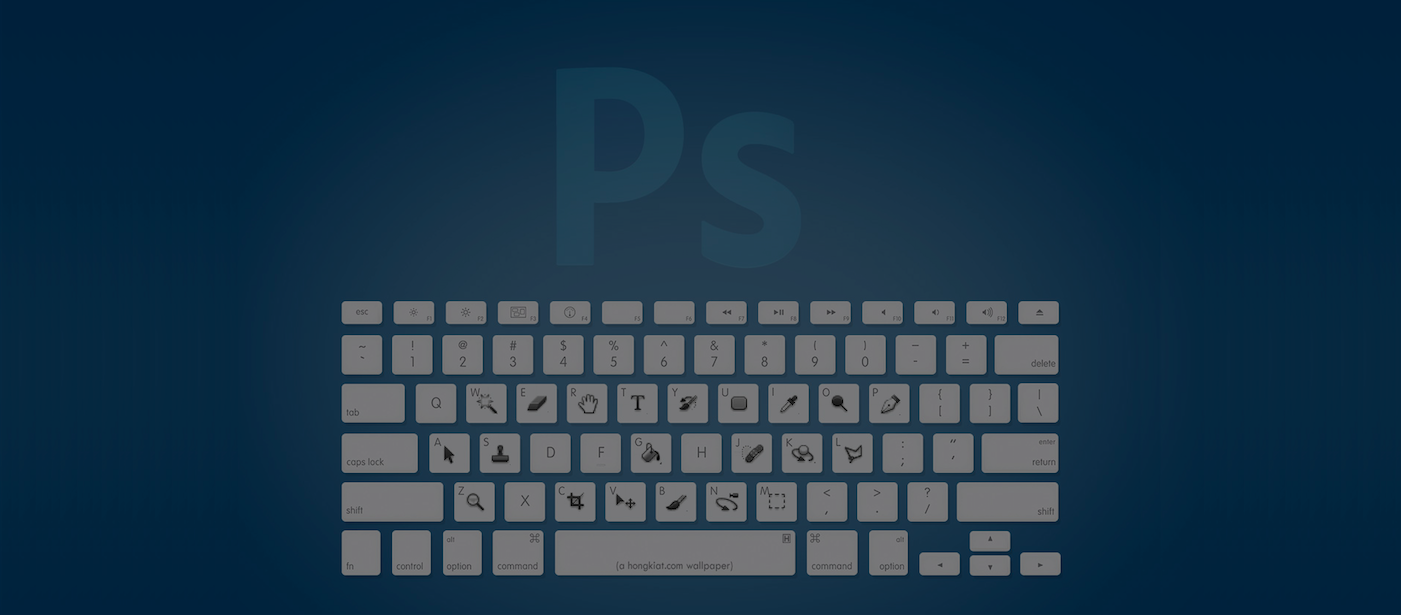 Ps
esc F1 F2 F3 F4 F5 F6 F7 F8 F9 F10 F11 F12
~ ! @ # $ % ^ & * ( ) — +
` 1 2 3 4 5 6 7 8 9 0 - = delete
tab Q W E R T Y U I O P { [ } ] | \
caps lock A S D F G H J K L : ; " ' enter return
shift Z X C V B N M < , > . ? / shift
fn control alt option ⌘ command (a hongkiat.com wallpaper) ⌘ command alt option